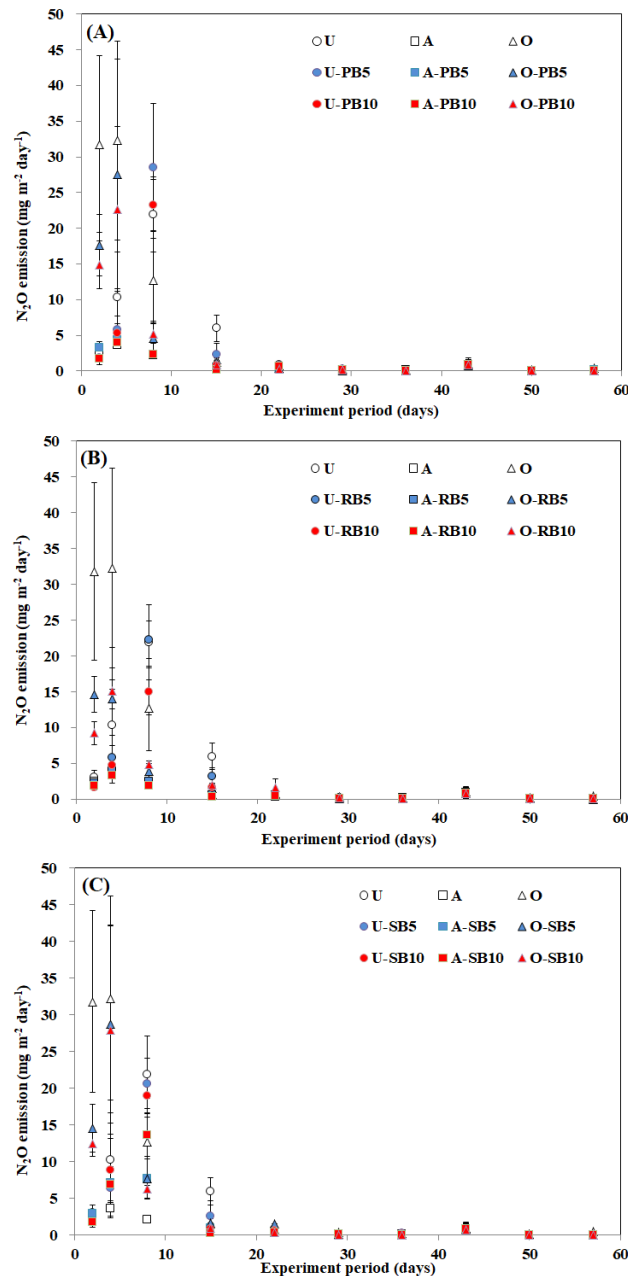 (A)
U A O
U-PB5 A-PB5 O-PB5
U-PB10 A-PB10 O-PB10
N₂O emission (mg m⁻² day⁻¹)
50
45
40
35
30
25
20
15
10
5
0
0 10 20 30 40 50 60
Experiment period (days)
(B)
U A O
U-RB5 A-RB5 O-RB5
U-RB10 A-RB10 O-RB10
N₂O emission (mg m⁻² day⁻¹)
50
45
40
35
30
25
20
15
10
5
0
0 10 20 30 40 50 60
Experiment period (days)
(C)
U A O
U-SB5 A-SB5 O-SB5
U-SB10 A-SB10 O-SB10
N₂O emission (mg m⁻² day⁻¹)
50
45
40
35
30
25
20
15
10
5
0
0 10 20 30 40 50 60
Experiment period (days)